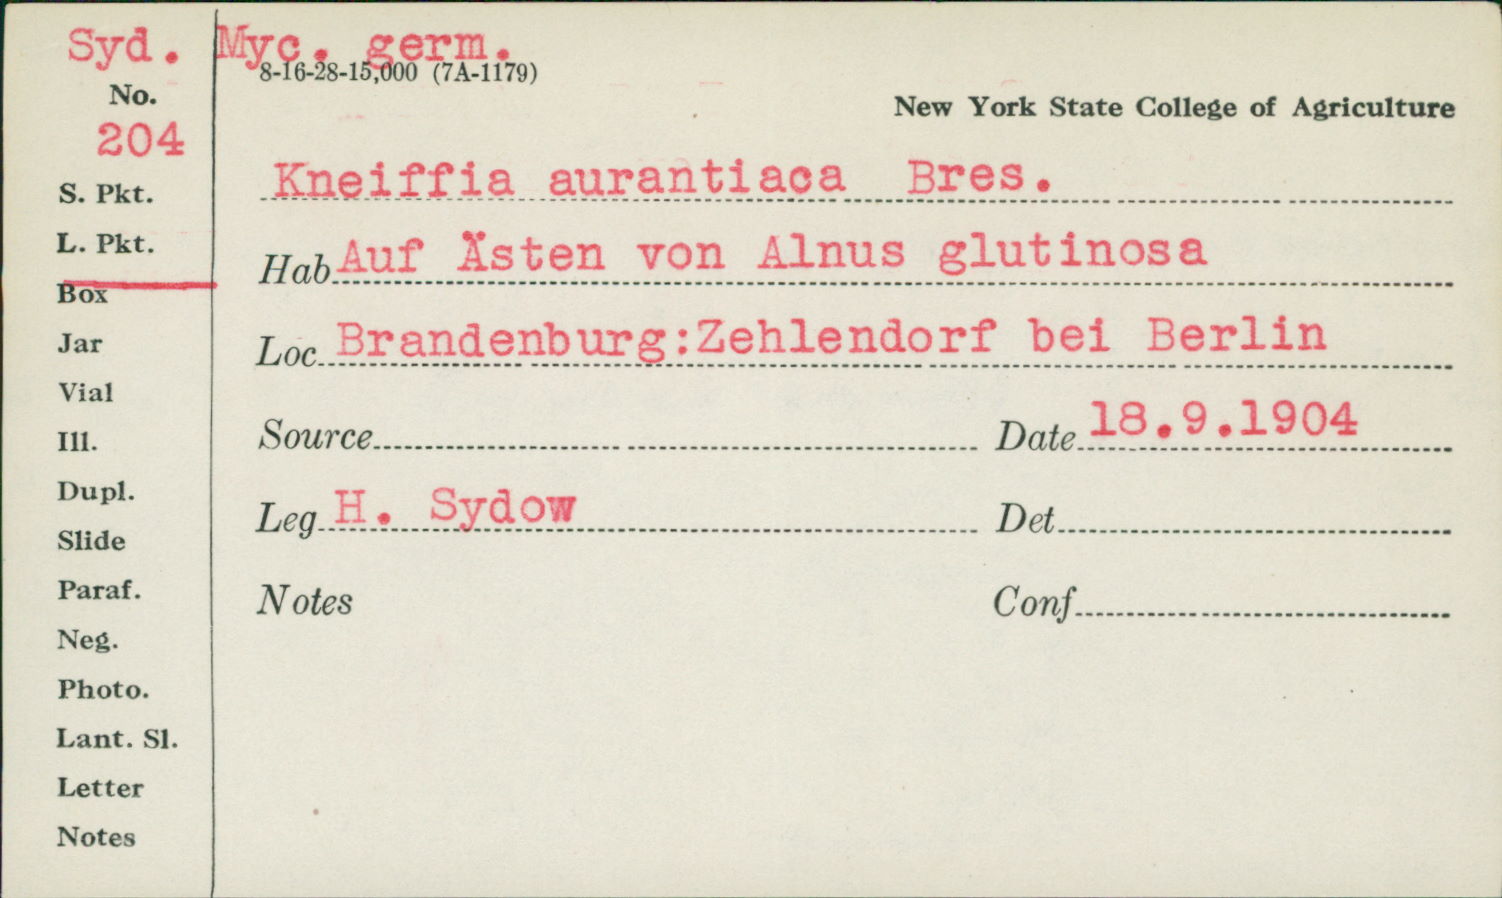 Syd. Myc. germ.
8-16-28-15,000 (7A-1179)
No.
204
New York State College of Agriculture
S. Pkt.
Kneiffia aurantiaca Bres.
L. Pkt.
Hab Auf Ästen von Alnus glutinosa
Box
Jar
Loc Brandenburg:Zehlendorf bei Berlin
Vial
Ill.
Source Date 18.9.1904
Dupl.
Slide
Leg H. Sydow Det
Paraf.
Notes Conf
Neg.
Photo.
Lant. Sl.
Letter
Notes